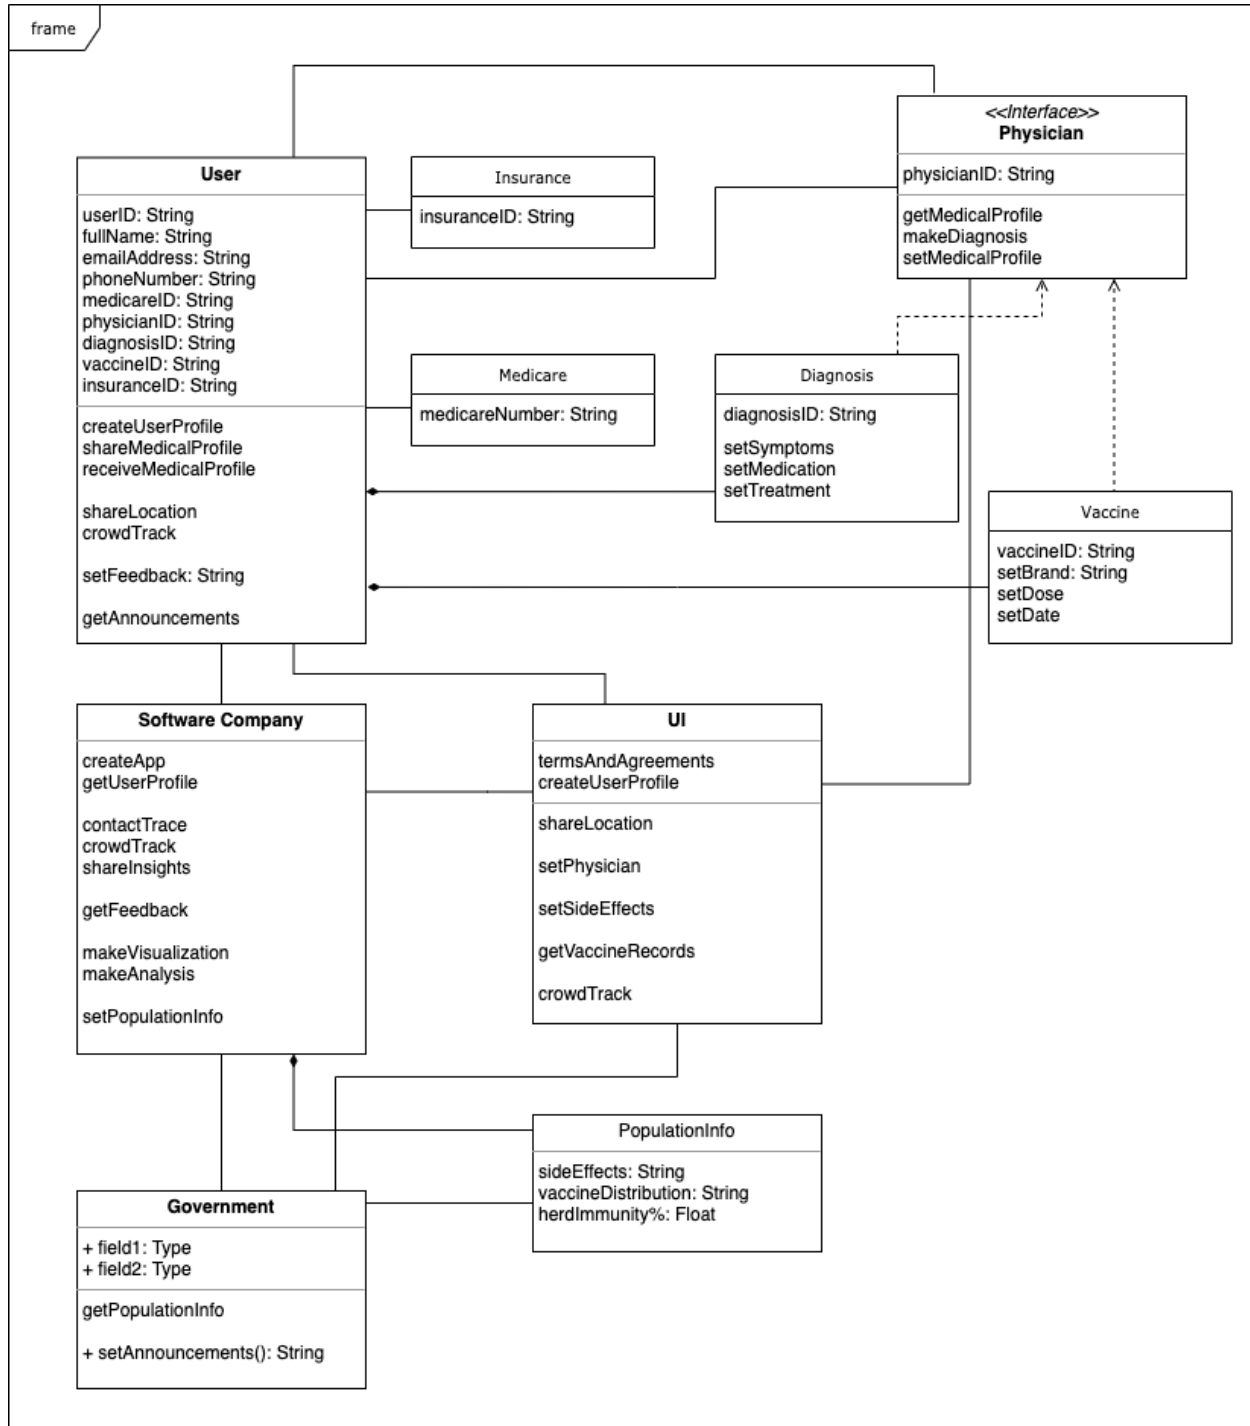 frame
<<Interface>>
Physician
physicianID: String
getMedicalProfile
makeDiagnosis
setMedicalProfile
User
userID: String
fullName: String
emailAddress: String
phoneNumber: String
medicareID: String
physicianID: String
diagnosisID: String
vaccineID: String
insuranceID: String
createUserProfile
shareMedicalProfile
receiveMedicalProfile
shareLocation
crowdTrack
setFeedback: String
getAnnouncements
Insurance
insuranceID: String
Medicare
medicareNumber: String
Diagnosis
diagnosisID: String
setSymptoms
setMedication
setTreatment
Vaccine
vaccineID: String
setBrand: String
setDose
setDate
Software Company
createApp
getUserProfile
contactTrace
crowdTrack
shareInsights
getFeedback
makeVisualization
makeAnalysis
setPopulationInfo
UI
termsAndAgreements
createUserProfile
shareLocation
setPhysician
setSideEffects
getVaccineRecords
crowdTrack
PopulationInfo
sideEffects: String
vaccineDistribution: String
herdImmunity%: Float
Government
+ field1: Type
+ field2: Type
getPopulationInfo
+ setAnnouncements(): String